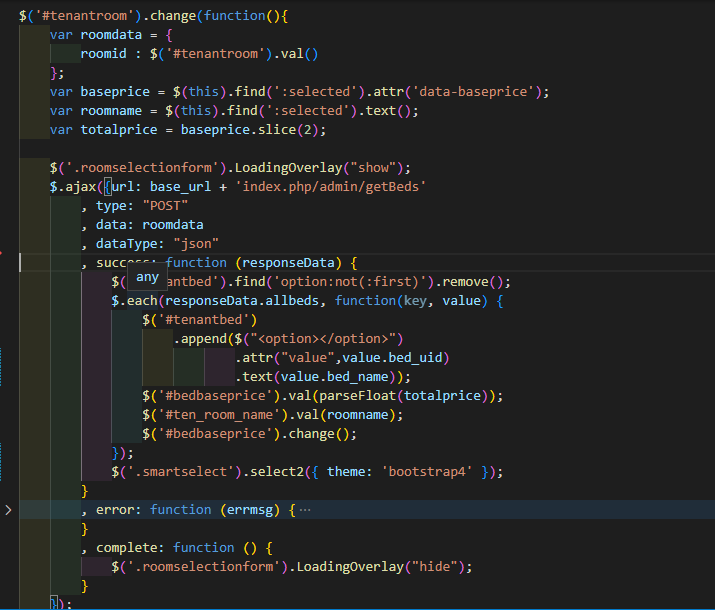 $('#tenantroom').change(function(){
var roomdata = {
roomid : $('#tenantroom').val()
};
var baseprice = $(this).find(':selected').attr('data-baseprice');
var roomname = $(this).find(':selected').text();
var totalprice = baseprice.slice(2);
$('.roomselectionform').LoadingOverlay("show");
$.ajax({url: base_url + 'index.php/admin/getBeds'
, type: "POST"
, data: roomdata
, dataType: "json"
, success: function (responseData) {
any
$( antbed').find('option:not(:first)').remove();
$.each(responseData.allbeds, function(key, value) {
$('#tenantbed')
.append($("<option></option>")
.attr("value",value.bed_uid)
.text(value.bed_name));
$('#bedbaseprice').val(parseFloat(totalprice));
$('#ten_room_name').val(roomname);
$('#bedbaseprice').change();
});
$('.smartselect').select2({ theme: 'bootstrap4' });
}
, error: function (errmsg) { ⋯
}
, complete: function () {
$('.roomselectionform').LoadingOverlay("hide");
}
});